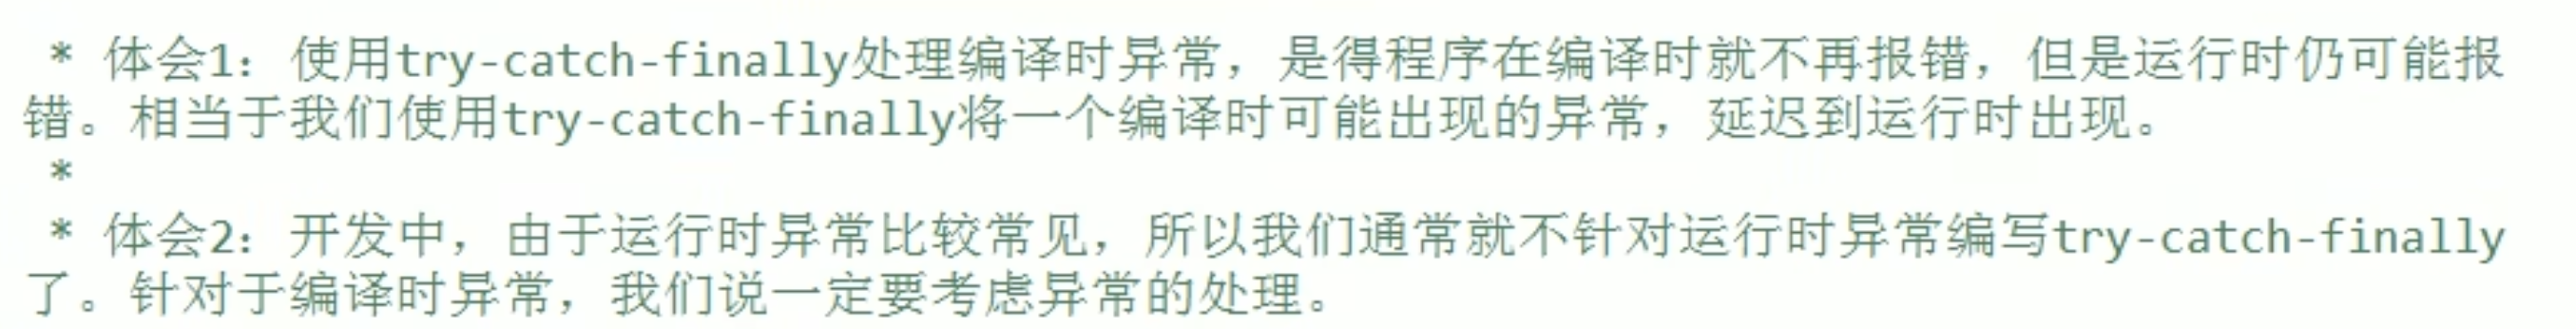 * 体会1：使用try-catch-finally处理编译时异常，是得程序在编译时就不再报错，但是运行时仍可能报
错。相当于我们使用try-catch-finally将一个编译时可能出现的异常，延迟到运行时出现。
*
* 体会2：开发中，由于运行时异常比较常见，所以我们通常就不针对运行时异常编写try-catch-finally
了。针对于编译时异常，我们说一定要考虑异常的处理。